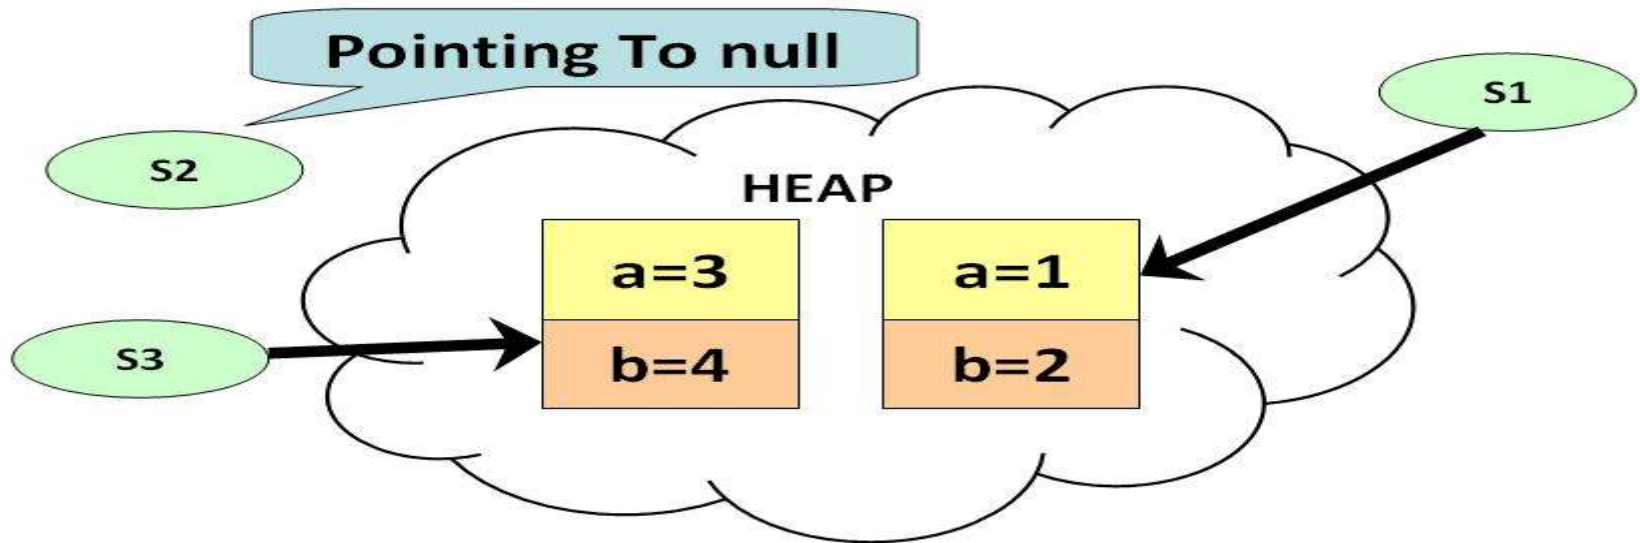 Pointing To null
S1
S2
HEAP
a=3
a=1
S3
b=4
b=2